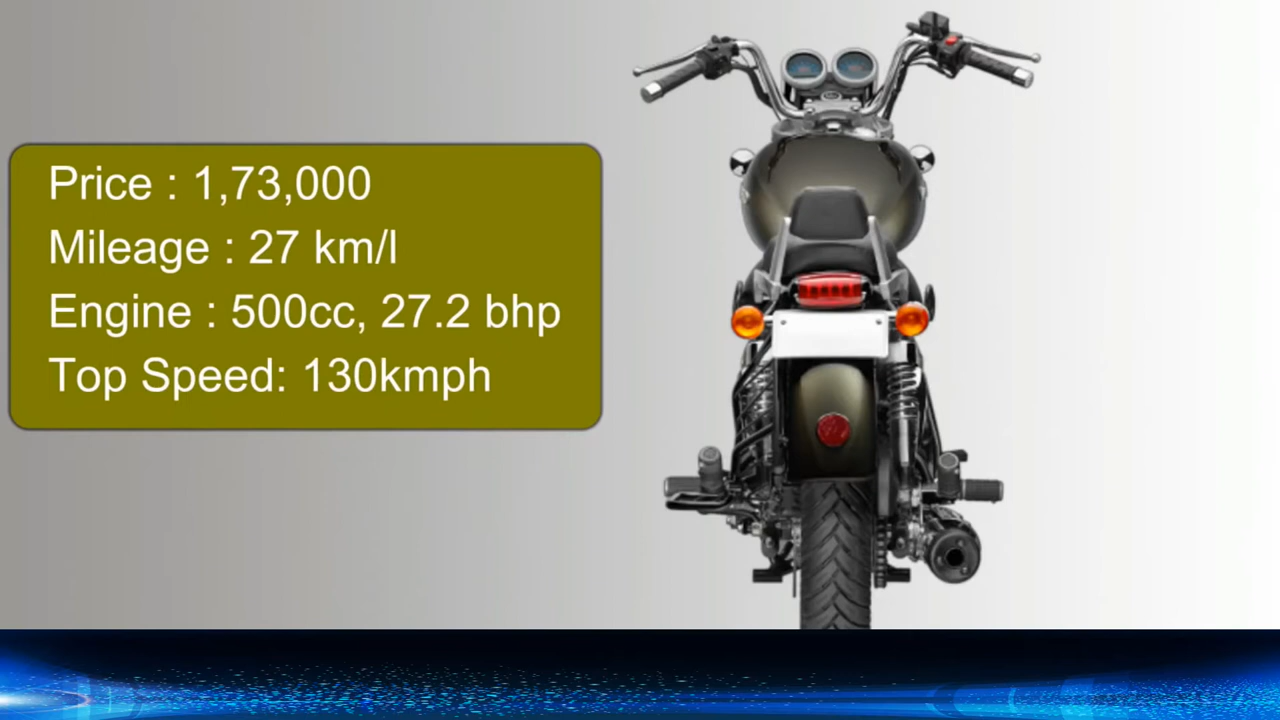 Price : 1,73,000
Mileage : 27 km/l
Engine : 500cc, 27.2 bhp
Top Speed: 130kmph